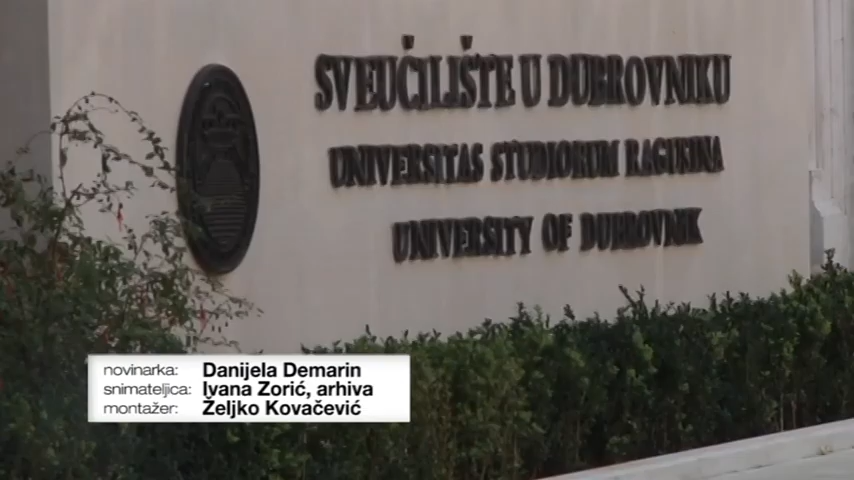 SVEUČILIŠTE U DUBROVNIKU
UNIVERSITAS STUDIORUM RAGUSINA
UNIVERSITY OF DUBROVNIK
novinarka: Danijela Demarin
snimateljica: Ivana Zorić, arhiva
montažer: Željko Kovačević